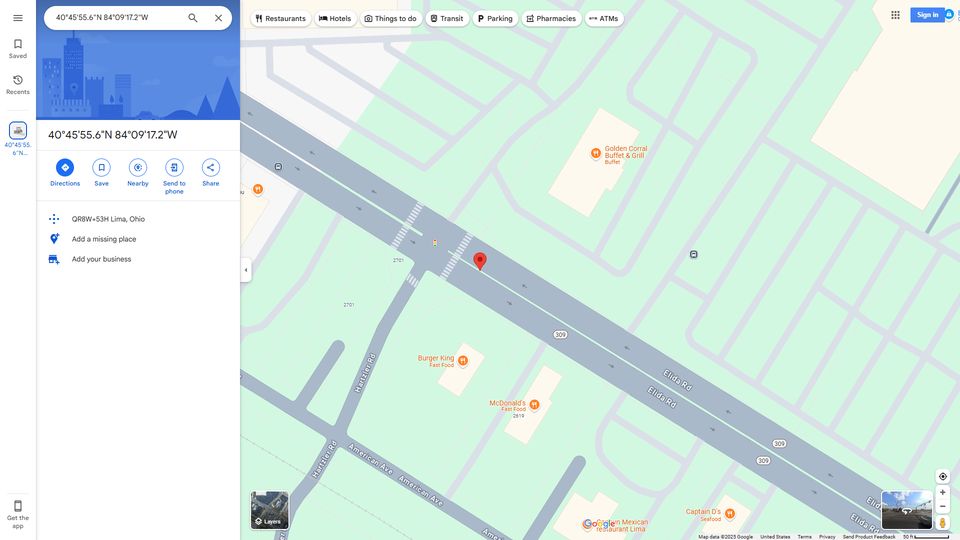 40°45'55.6"N 84°09'17.2"W
Restaurants
Hotels
Things to do
Transit
Parking
Pharmacies
ATMs
Sign in
Saved
Recents
40°45'55.
6"N...
40°45'55.6"N 84°09'17.2"W
Directions
Save
Nearby
Send to
phone
Share
QR8W+53H Lima, Ohio
Add a missing place
Add your business
Get the
app
Golden Corral
Buffet & Grill
Buffet
2701
2701
309
Burger King
Fast Food
McDonald's
Fast Food
2619
Hartzler Rd
Hartzler Rd
Elida Rd
Elida Rd
309
309
American Ave
American Ave
American Ave
Elida Rd
Elida Rd
Captain D's
Seafood
Mexican
Google
Layers
Map data ©2025 Google
United States
Terms
Privacy
Send Product Feedback
50 ft